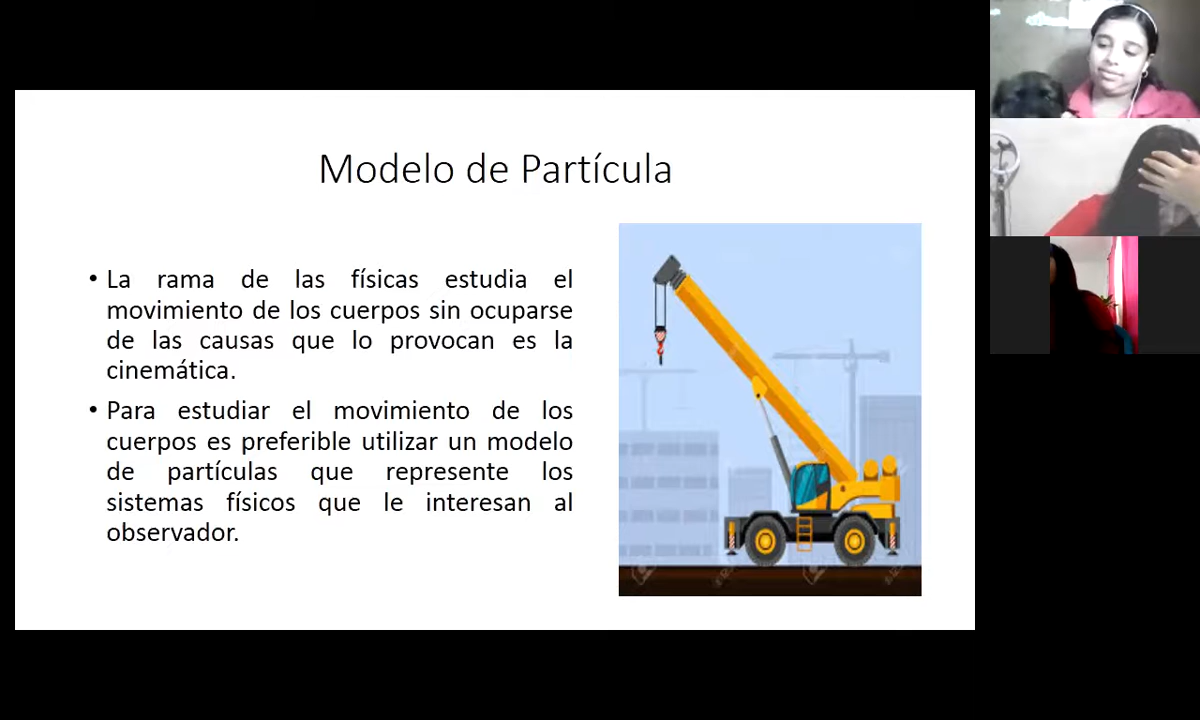 Modelo de Partícula
• La rama de las físicas estudia el
movimiento de los cuerpos sin ocuparse
de las causas que lo provocan es la
cinemática.
• Para estudiar el movimiento de los
cuerpos es preferible utilizar un modelo
de partículas que represente los
sistemas físicos que le interesan al
observador.